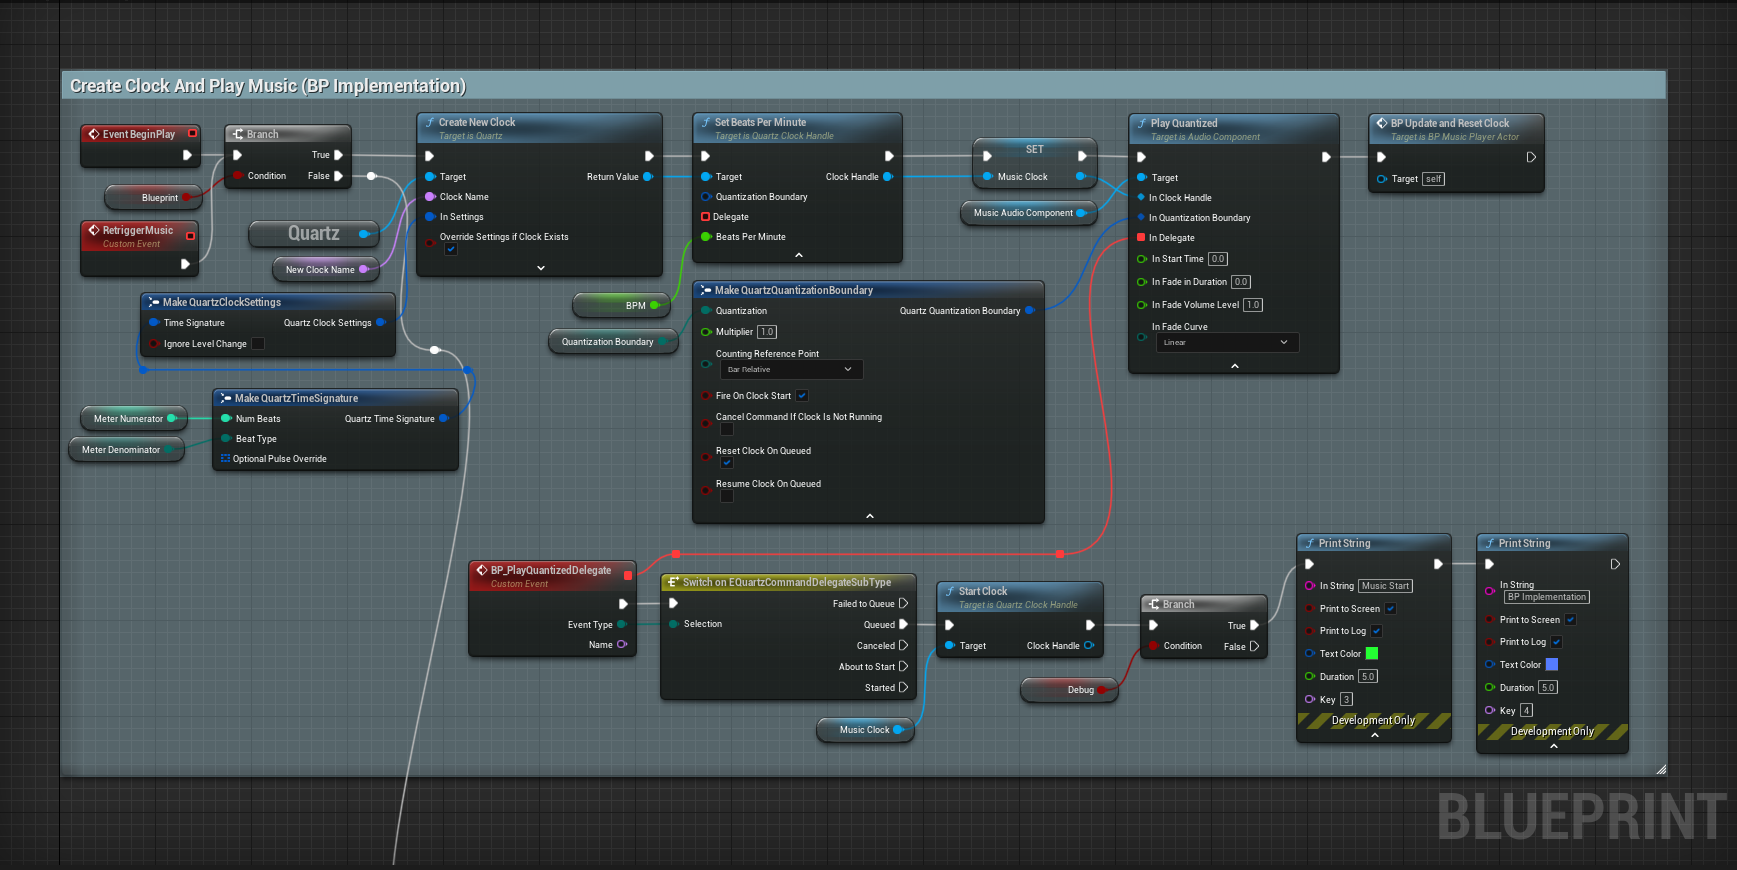 Create Clock And Play Music (BP Implementation)
Event BeginPlay
Branch
True
Condition
False
Blueprint
RetriggerMusic
Custom Event
Quartz
New Clock Name
Create New Clock
Target is Quartz
Target
Return Value
Clock Name
In Settings
Override Settings if Clock Exists
Set Beats Per Minute
Target is Quartz Clock Handle
Target
Clock Handle
Quantization Boundary
Delegate
Beats Per Minute
SET
Music Clock
Music Audio Component
Play Quantized
Target is Audio Component
Target
In Clock Handle
In Quantization Boundary
In Delegate
In Start Time 0.0
In Fade in Duration 0.0
In Fade Volume Level 1.0
In Fade Curve
Linear
BP Update and Reset Clock
Target is BP Music Player Actor
Target self
Make QuartzClockSettings
Time Signature
Quartz Clock Settings
Ignore Level Change
BPM
Quantization Boundary
Make QuartzQuantizationBoundary
Quantization
Quartz Quantization Boundary
Multiplier 1.0
Counting Reference Point
Bar Relative
Fire On Clock Start
Cancel Command If Clock Is Not Running
Reset Clock On Queued
Resume Clock On Queued
Meter Numerator
Meter Denominator
Make QuartzTimeSignature
Num Beats
Quartz Time Signature
Beat Type
Optional Pulse Override
BP_PlayQuantizedDelegate
Custom Event
Event Type
Name
Switch on EQuartzCommandDelegateSubType
Failed to Queue
Selection
Queued
Canceled
About to Start
Started
Music Clock
Start Clock
Target is Quartz Clock Handle
Target
Clock Handle
Debug
Branch
True
Condition
False
Print String
In String Music Start
Print to Screen
Print to Log
Text Color
Duration 5.0
Key 3
Development Only
Print String
In String
BP Implementation
Print to Screen
Print to Log
Text Color
Duration 5.0
Key 4
Development Only
BLUEPRINT